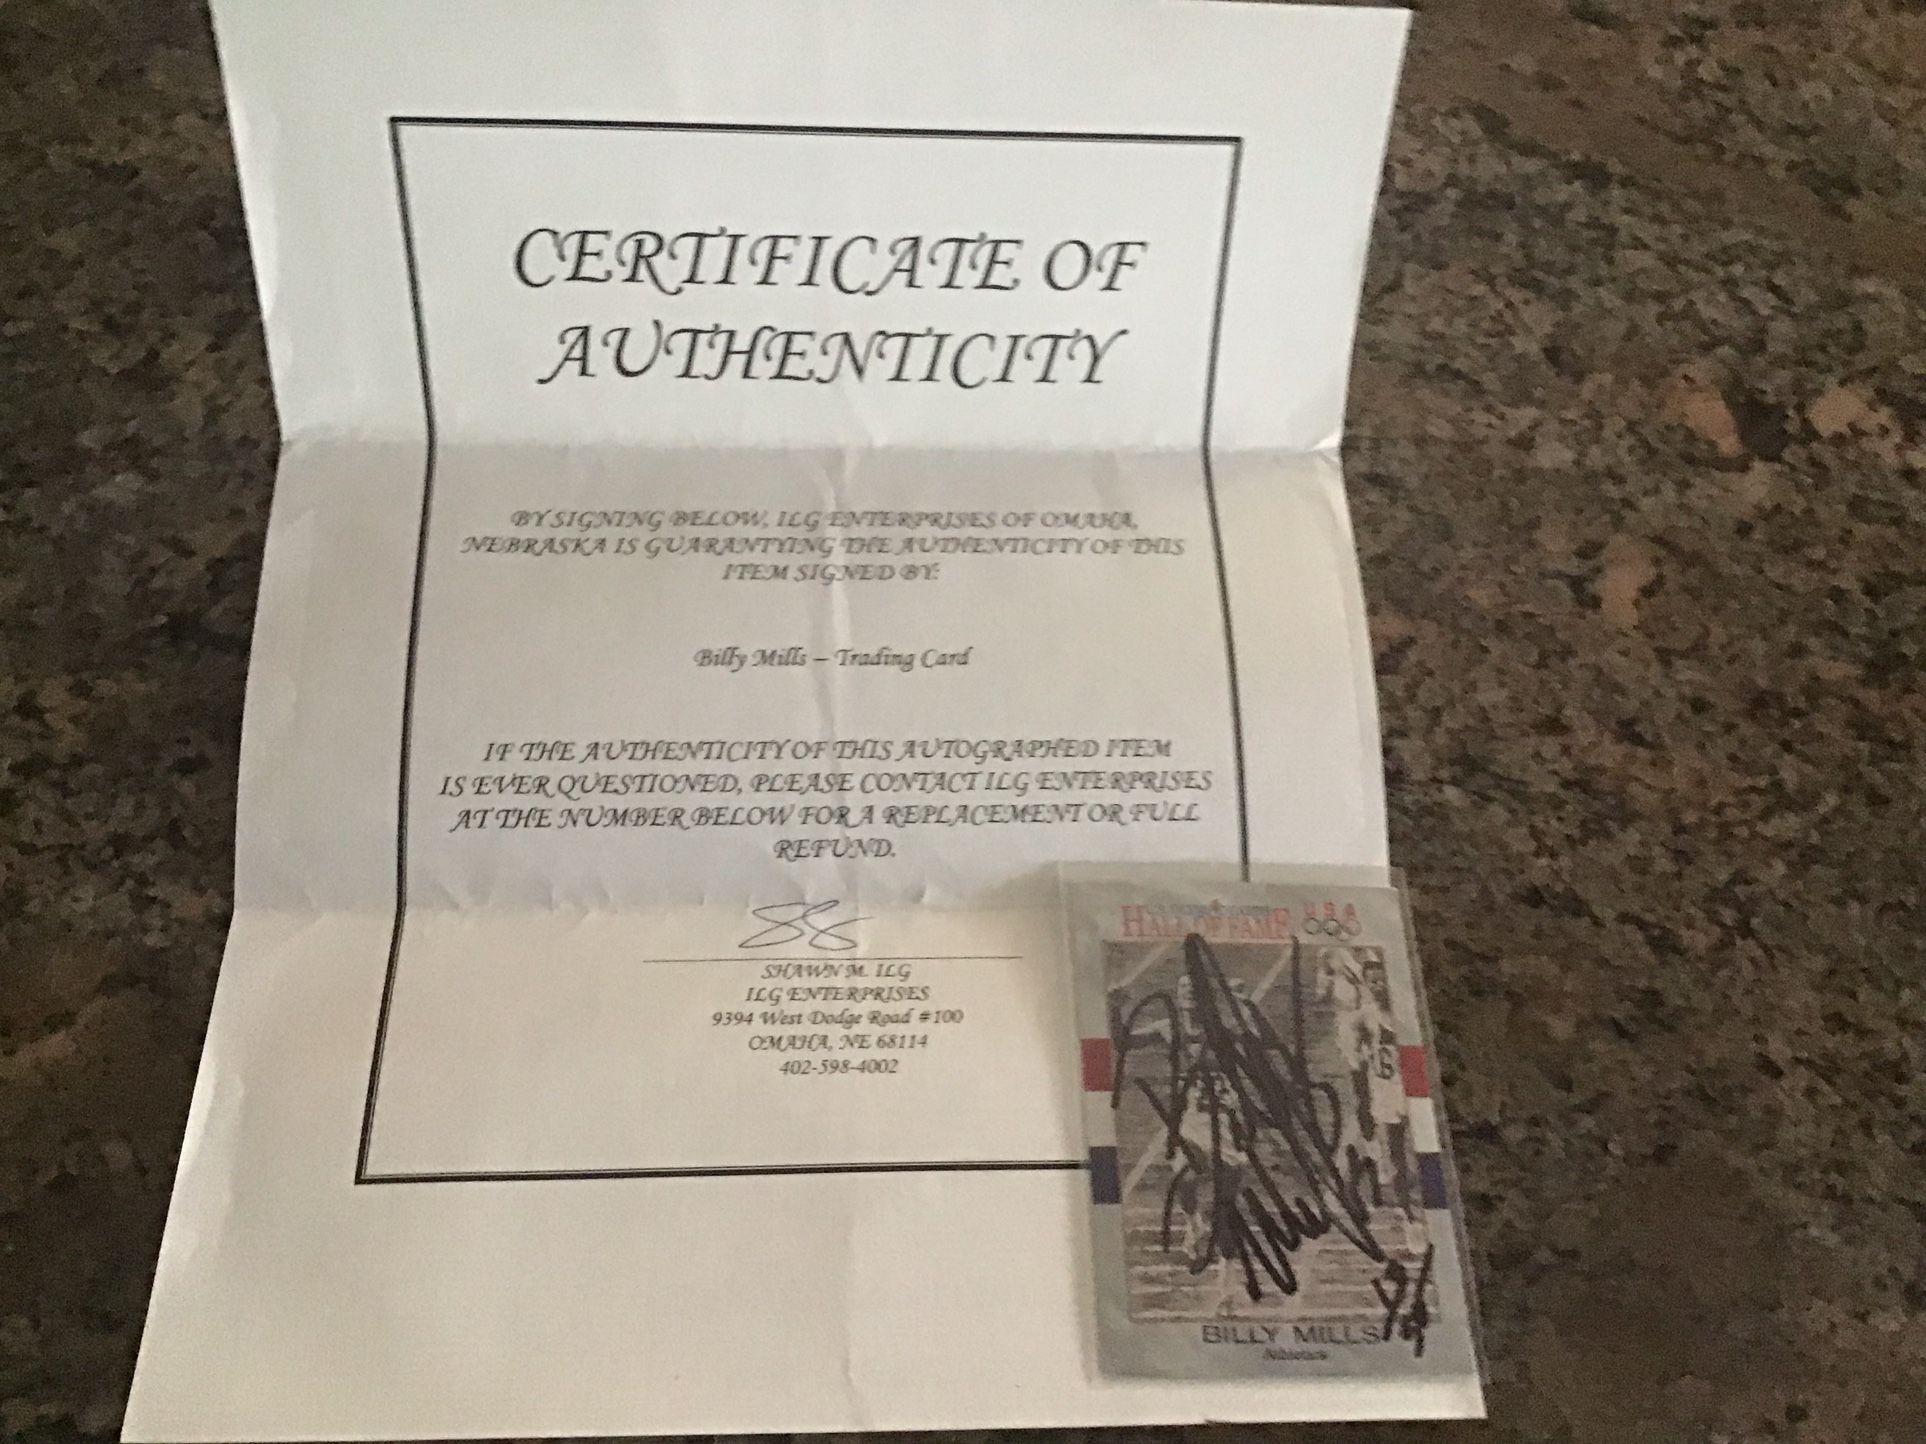 CERTIFICATE OF
AUTHENTICITY
BY SIGNING BELOW, ILG ENTERPRISES OF OMAHA,
NEBRASKA IS GUARANTYING THE AUTHENTICITY OF THIS
ITEM SIGNED BY:
Billy Mills – Trading Card
IF THE AUTHENTICITY OF THIS AUTOGRAPHED ITEM
IS EVER QUESTIONED, PLEASE CONTACT ILG ENTERPRISES
AT THE NUMBER BELOW FOR A REPLACEMENT OR FULL
REFUND.
SHAWN M. ILG
ILG ENTERPRISES
9394 West Dodge Road #100
OMAHA, NE 68114
402-598-4002
HALL OF FAME USA
BILLY MILLS